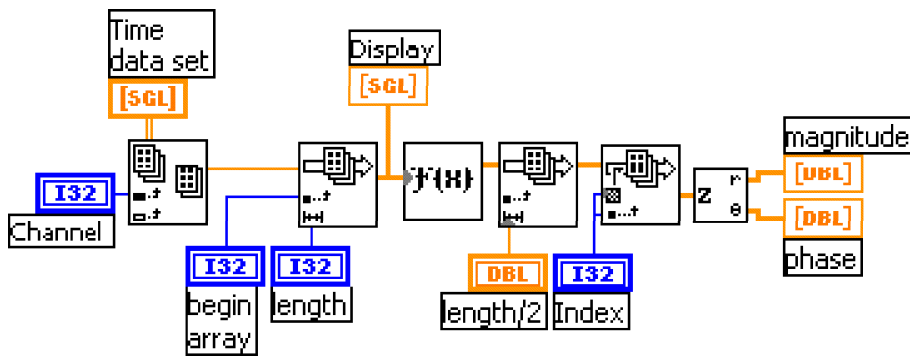 Time
data set
[SGL]
Display
[SGL]
I32
Channel
I32
begin
array
I32
length
F(X)
DBL
length/2
I32
Index
Z r
θ
magnitude
[DBL]
[DBL]
phase